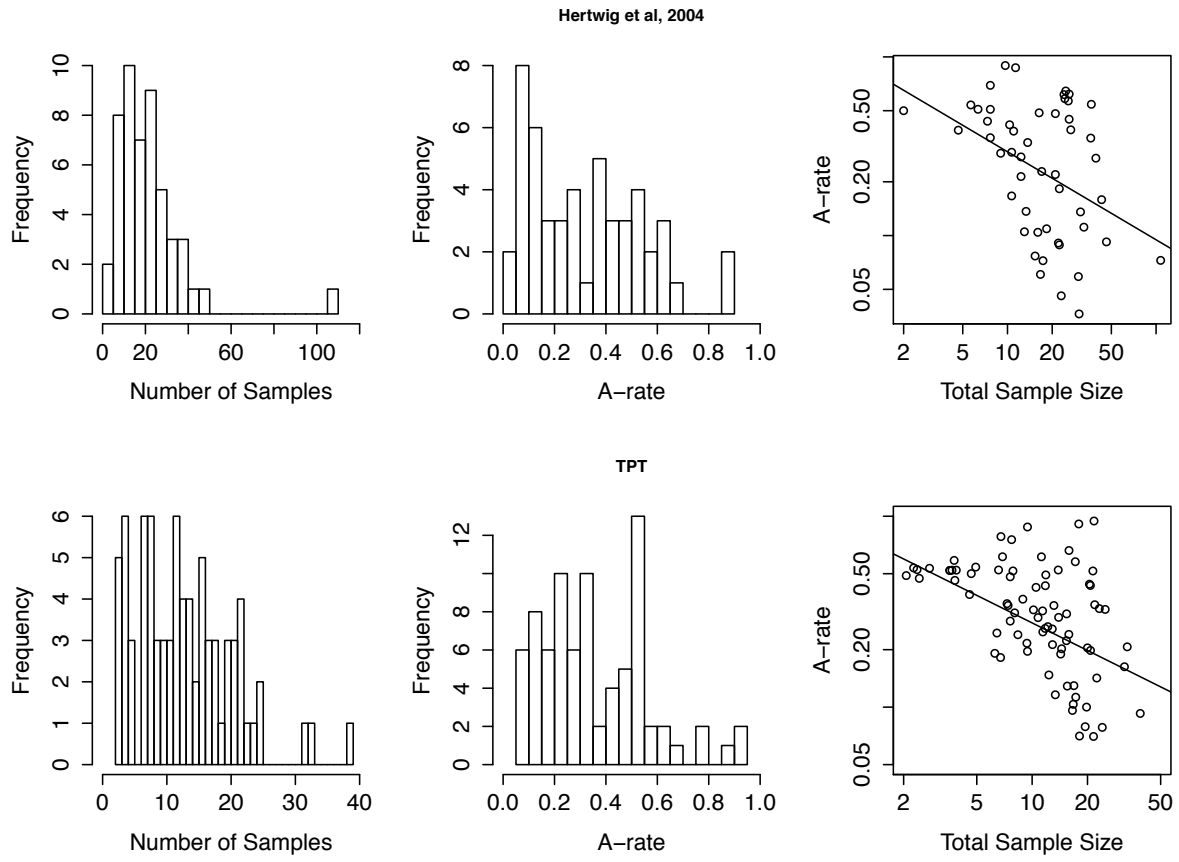 Hertwig et al, 2004
Frequency
0 2 4 6 8 10
0 20 60 100
Number of Samples
Frequency
0 2 4 6 8
0.0 0.2 0.4 0.6 0.8 1.0
A−rate
A−rate
0.05 0.20 0.50
2 5 10 20 50
Total Sample Size
TPT
Frequency
0 1 2 3 4 5 6
0 10 20 30 40
Number of Samples
Frequency
0 2 4 6 8 12
0.0 0.2 0.4 0.6 0.8 1.0
A−rate
A−rate
0.05 0.20 0.50
2 5 10 20 50
Total Sample Size